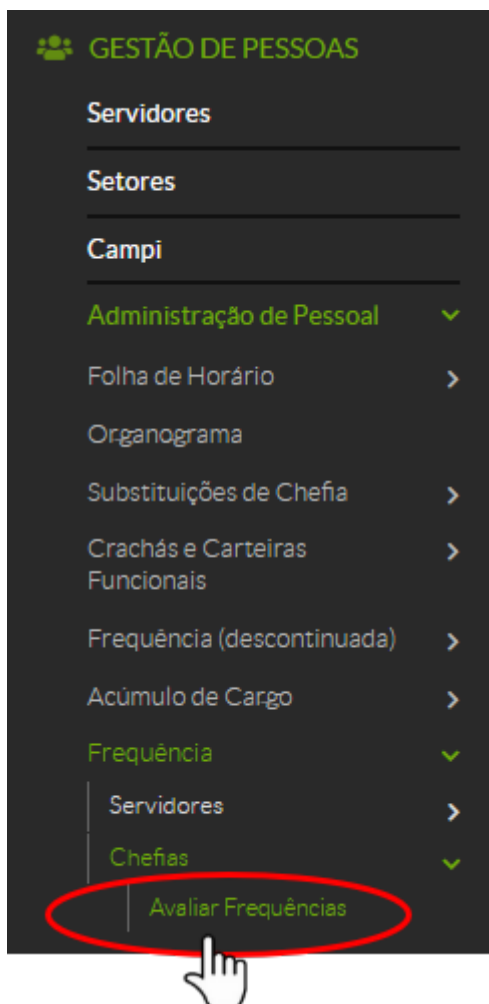 GESTÃO DE PESSOAS
Servidores
Setores
Campi
Administração de Pessoal
Folha de Horário
Organograma
Substituições de Chefia
Crachás e Carteiras
Funcionais
Frequência (descontinuada)
Acúmulo de Cargo
Frequência
Servidores
Chefias
Avaliar Frequências